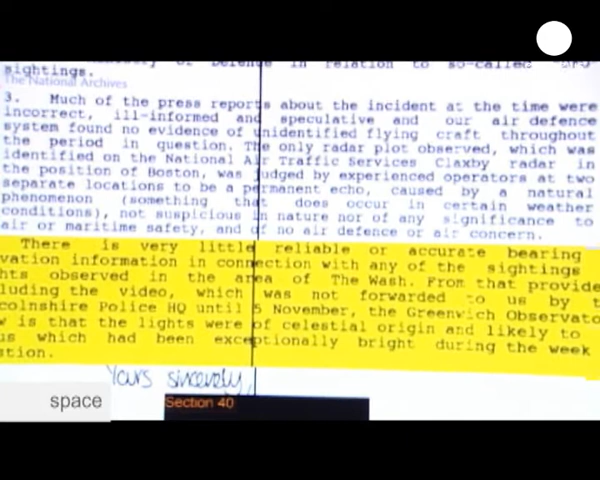 of Defence in relation to so-called
sightings.
The National Archives
3. Much of the press reports about the incident at the time were
incorrect, ill-informed and speculative and our air defence
system found no evidence of unidentified flying craft throughout
the period in question. The only radar plot observed, which was
identified on the National Air Traffic Services Claxby radar in
the position of Boston, was judged by experienced operators at two
separate locations to be a permanent echo, caused by a natural
phenomenon (something that does occur in certain weather
conditions), not suspicious in nature nor of any significance to
air or maritime safety, and of no air defence or air concern.
There is very little reliable or accurate bearing
vation information in connection with any of the sightings
hts observed in the area of The Wash. From that provide
luding the video, which was not forwarded to us by t
colnshire Police HQ until 5 November, the Greenwich Observato
w is that the lights were of celestial origin and likely to
us which had been exceptionally bright during the week
stion.
Yours sincerely,
space
Section 40